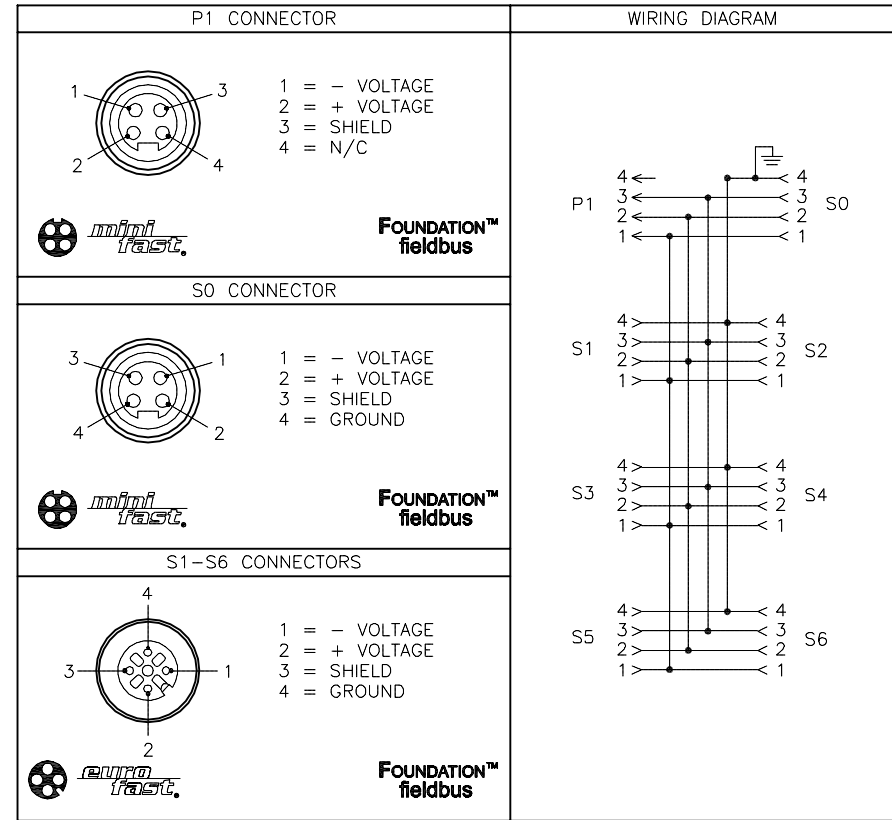 P1 CONNECTOR
1
3
2
4
1 = - VOLTAGE
2 = + VOLTAGE
3 = SHIELD
4 = N/C
mini
fast.
FOUNDATION™
fieldbus
S0 CONNECTOR
3
1
4
2
1 = - VOLTAGE
2 = + VOLTAGE
3 = SHIELD
4 = GROUND
mini
fast.
FOUNDATION™
fieldbus
S1-S6 CONNECTORS
4
3
1
2
1 = - VOLTAGE
2 = + VOLTAGE
3 = SHIELD
4 = GROUND
euro
fast.
FOUNDATION™
fieldbus
WIRING DIAGRAM
P1
4 4
3 3
2 2
1 1
S0
S1
4 4
3 3
2 2
1 1
S2
S3
4 4
3 3
2 2
1 1
S4
S5
4 4
3 3
2 2
1 1
S6